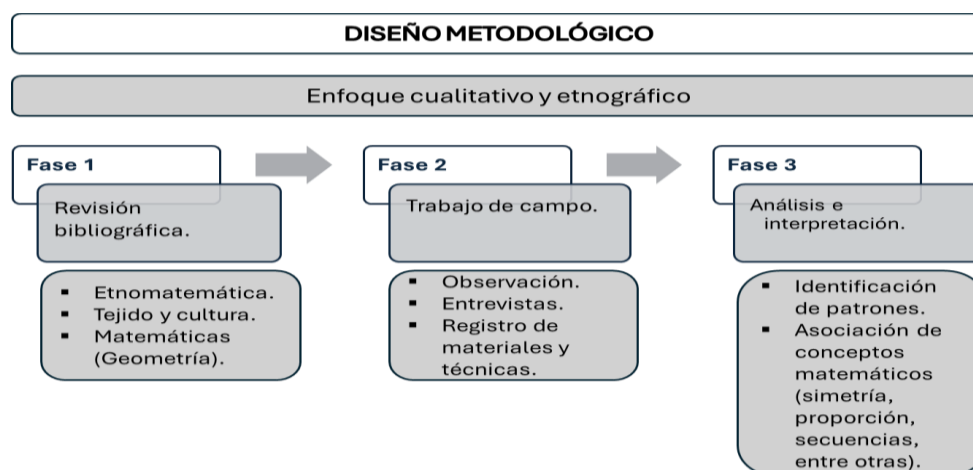 DISEÑO METODOLÓGICO
Enfoque cualitativo y etnográfico
Fase 1
Revisión
bibliográfica.
▪ Etnomatemática.
▪ Tejido y cultura.
▪ Matemáticas
(Geometría).
Fase 2
Trabajo de campo.
▪ Observación.
▪ Entrevistas.
▪ Registro de
materiales y
técnicas.
Fase 3
Análisis e
interpretación.
▪ Identificación
de patrones.
▪ Asociación de
conceptos
matemáticos
(simetría,
proporción,
secuencias,
entre otras).